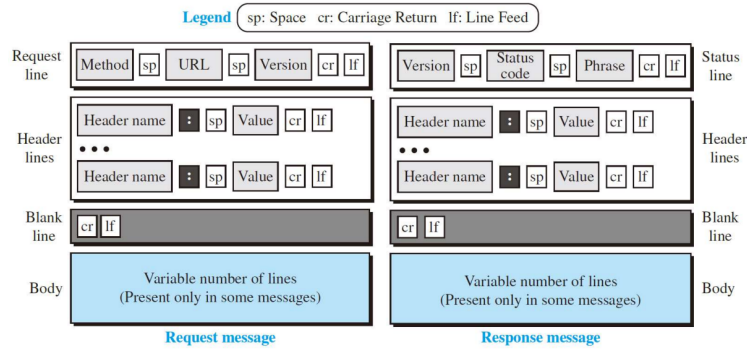 Legend sp: Space cr: Carriage Return lf: Line Feed
Request line
Method sp URL sp Version cr lf
Header lines
Header name : sp Value cr lf
• • •
Header name : sp Value cr lf
Blank line
cr lf
Body
Variable number of lines
(Present only in some messages)
Request message
Version sp Status code sp Phrase cr lf
Status line
Header name : sp Value cr lf
• • •
Header name : sp Value cr lf
Header lines
cr lf
Blank line
Variable number of lines
(Present only in some messages)
Body
Response message